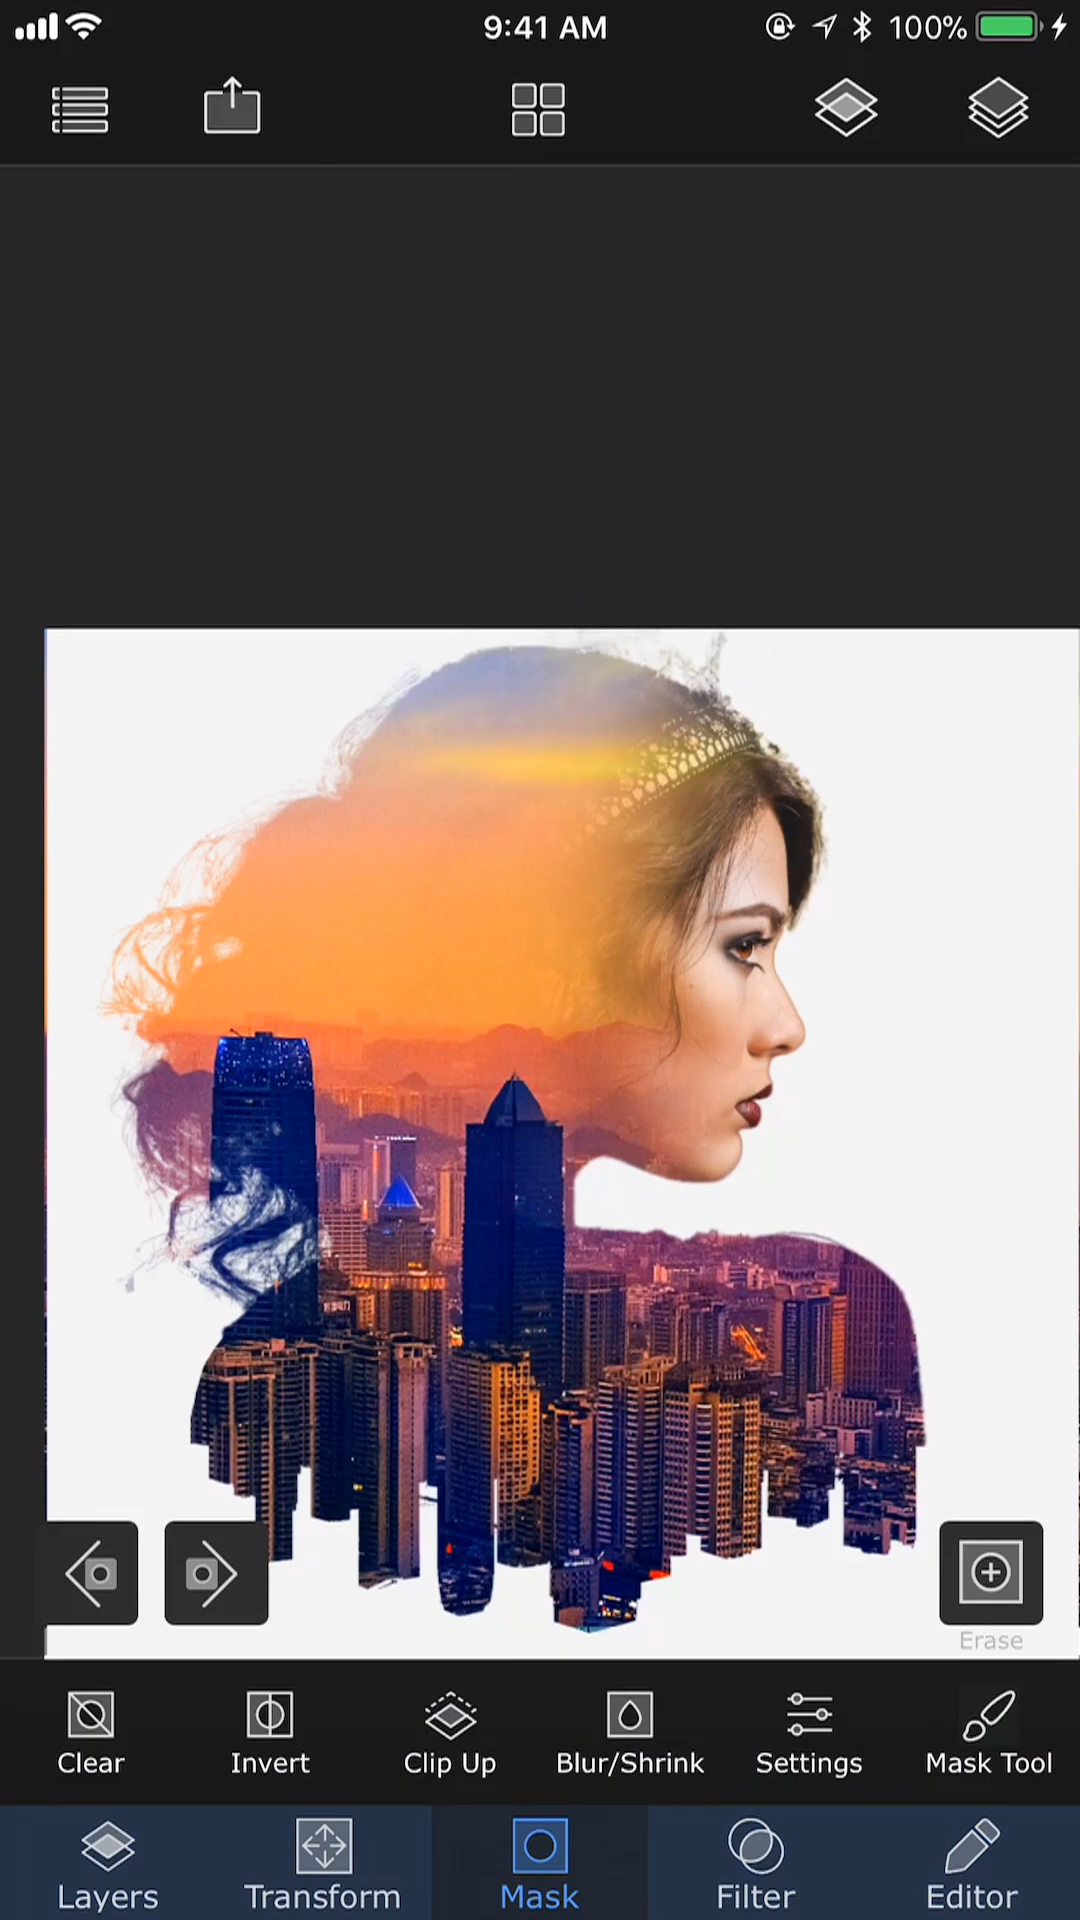 9:41 AM
100%
Erase
Clear
Invert
Clip Up
Blur/Shrink
Settings
Mask Tool
Layers
Transform
Mask
Filter
Editor